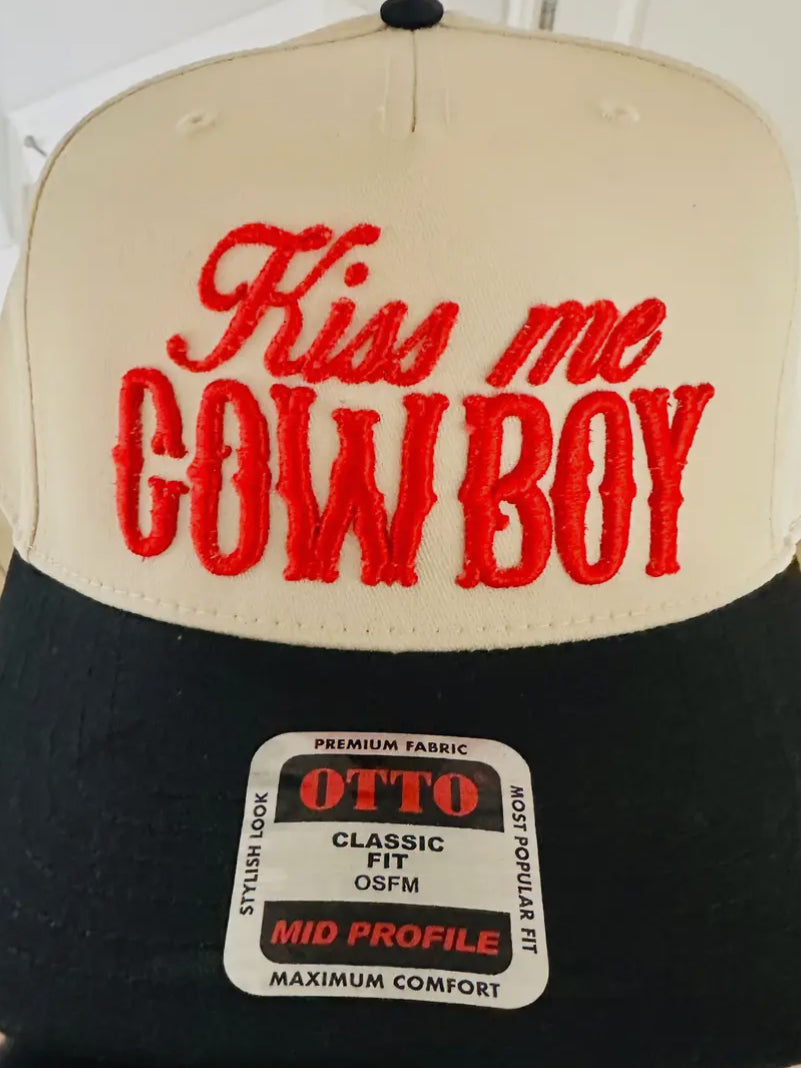 Kiss me
COWBOY
PREMIUM FABRIC
OTTO
STYLISH LOOK
MOST POPULAR FIT
CLASSIC
FIT
OSFM
MID PROFILE
MAXIMUM COMFORT